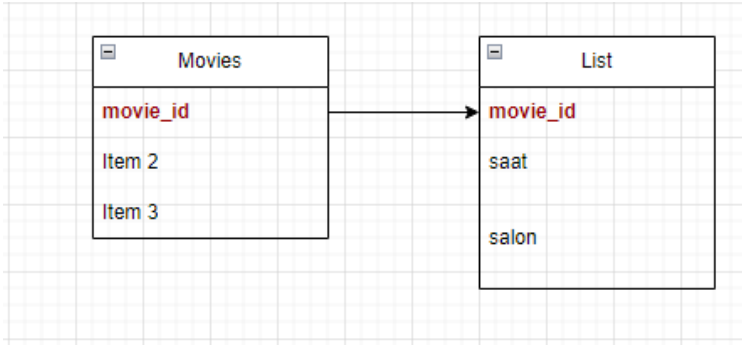 Movies
movie_id
Item 2
Item 3
List
movie_id
saat
salon